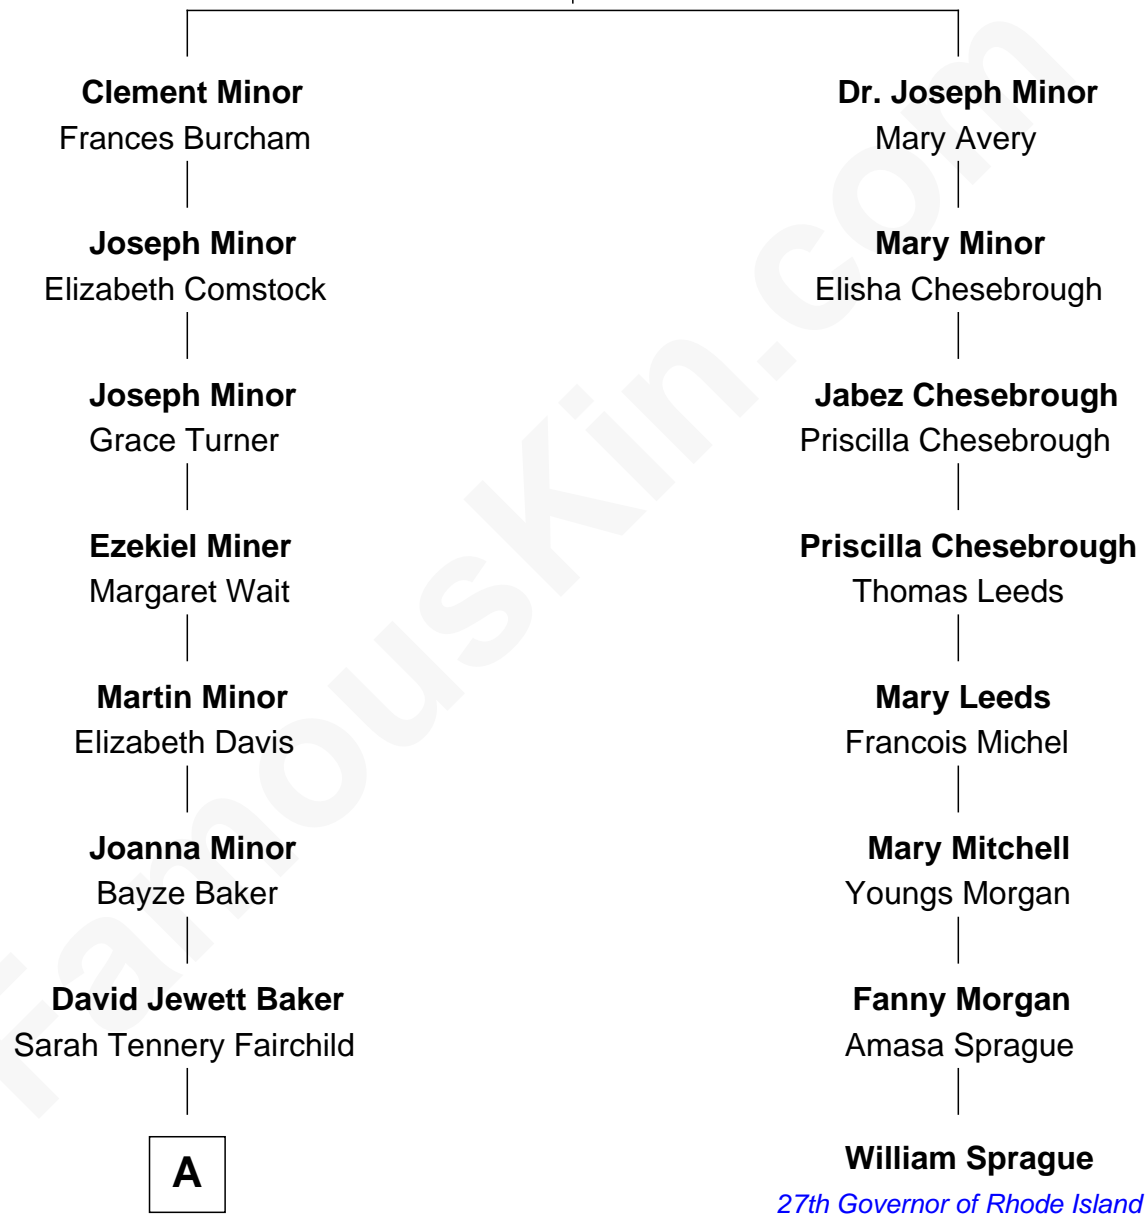 Clement Minor
Frances Burcham
Joseph Minor
Elizabeth Comstock
Joseph Minor
Grace Turner
Ezekiel Miner
Margaret Wait
Martin Minor
Elizabeth Davis
Joanna Minor
Bayze Baker
David Jewett Baker
Sarah Tennery Fairchild
A
Dr. Joseph Minor
Mary Avery
Mary Minor
Elisha Chesebrough
Jabez Chesebrough
Priscilla Chesebrough
Priscilla Chesebrough
Thomas Leeds
Mary Leeds
Francois Michel
Mary Mitchell
Youngs Morgan
Fanny Morgan
Amasa Sprague
William Sprague
27th Governor of Rhode Island
FamousKin.com